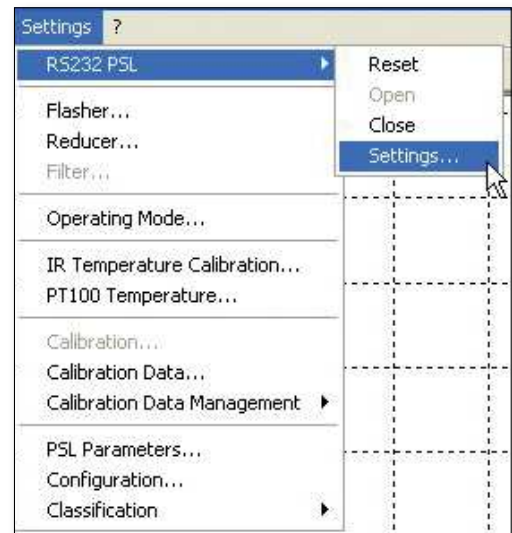 Settings ?
RS232 PSL
Flasher...
Reducer...
Filter...
Operating Mode...
IR Temperature Calibration...
PT100 Temperature...
Calibration...
Calibration Data...
Calibration Data Management
PSL Parameters...
Configuration...
Classification
Reset
Open
Close
Settings...